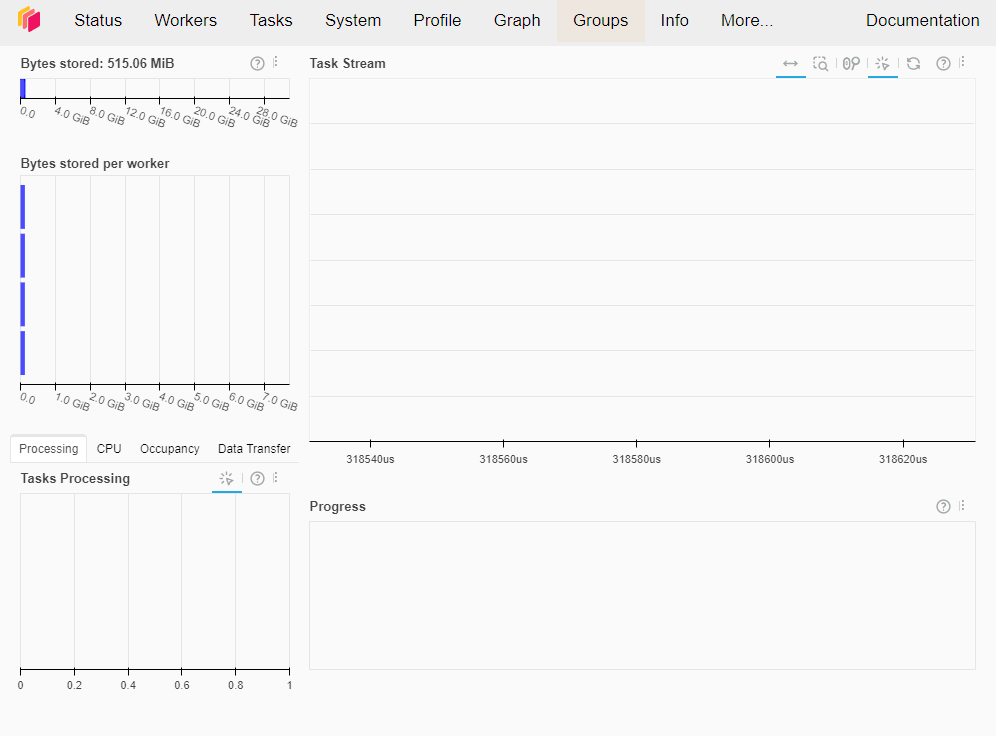 Status Workers Tasks System Profile Graph Groups Info More... Documentation
Bytes stored: 515.06 MiB
0.0 4.0 GiB 8.0 GiB 12.0 GiB 16.0 GiB 20.0 GiB 24.0 GiB 28.0 GiB
Bytes stored per worker
0.0 1.0 GiB 2.0 GiB 3.0 GiB 4.0 GiB 5.0 GiB 6.0 GiB 7.0 GiB
Processing CPU Occupancy Data Transfer
Tasks Processing
0 0.2 0.4 0.6 0.8 1
Task Stream
318540us 318560us 318580us 318600us 318620us
Progress